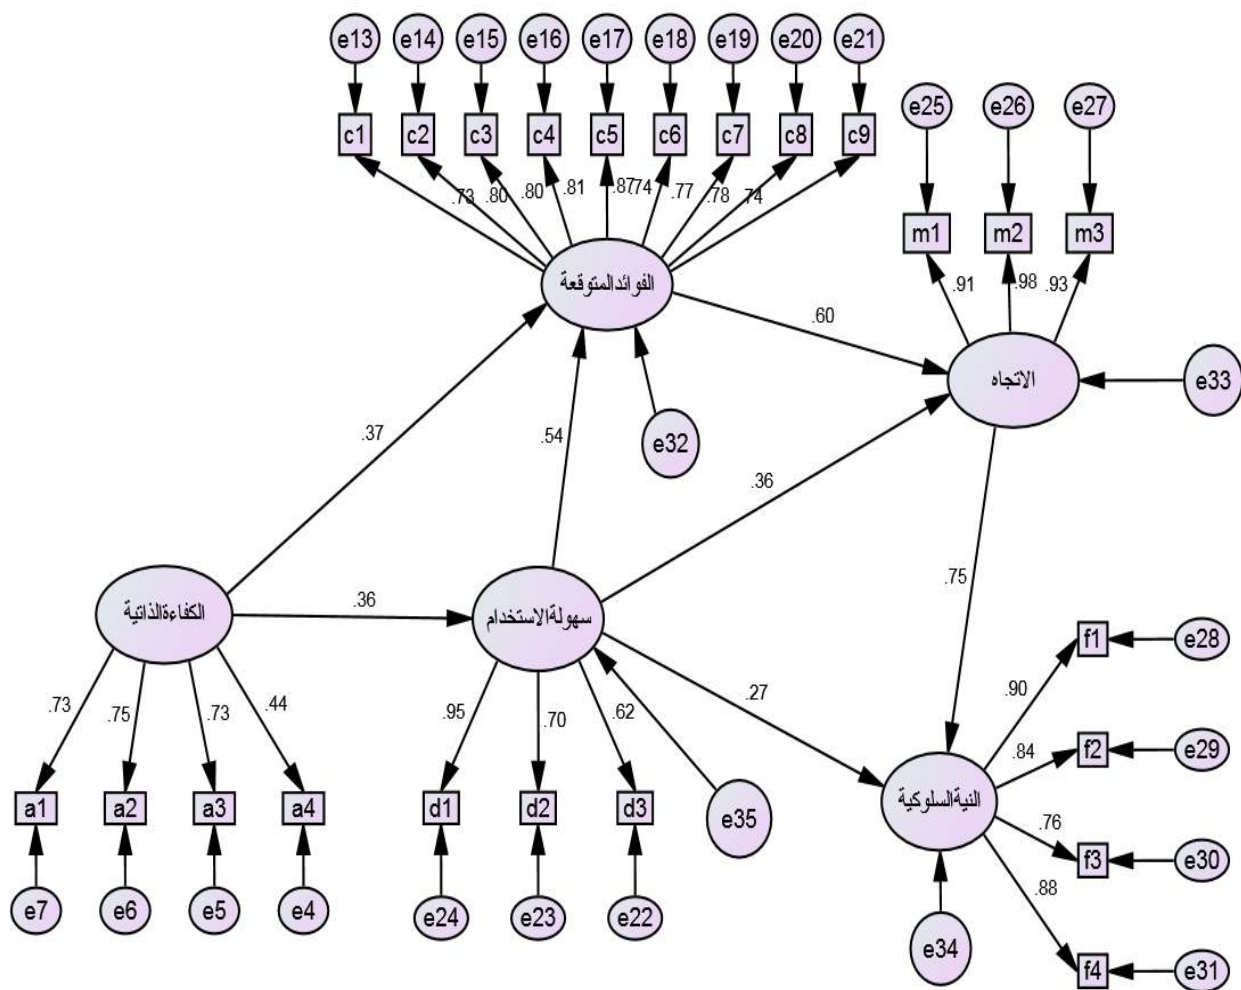 e13 e14 e15 e16 e17 e18 e19 e20 e21
e25 e26 e27
c1 c2 c3 c4 c5 c6 c7 c8 c9
.73 .80 .80 .81 .87 .74 .77 .78 .74
m1 m2 m3
.91 .98 .93
الفوائدالمتوقعة
.60
الاتجاه
e33
.37
.54
e32
.36
.75
الكفاءةالذاتية
.36
سهولةالاستخدام
f1
e28
.73 .75 .73 .44
.95 .70 .62
.27
.90
.84
f2
e29
a1 a2 a3 a4
d1 d2 d3
e35
النيةالسلوكية
.76
f3
e30
.88
e7 e6 e5 e4
e24 e23 e22
e34
f4
e31